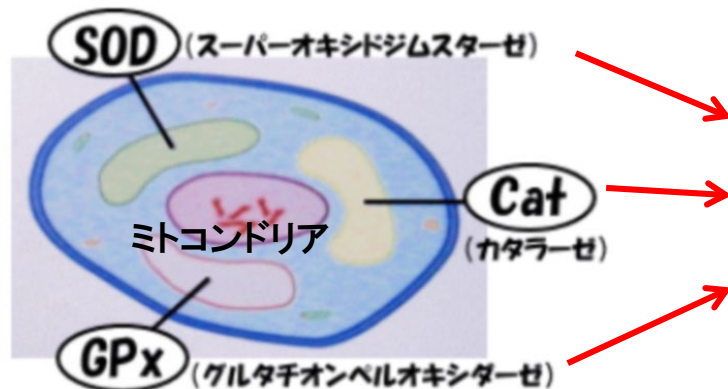 SOD
(スーパーオキシドジムスターゼ)
Cat
(カタラーゼ)
ミトコンドリア
GPx
(グルタチオンペルオキシダーゼ)